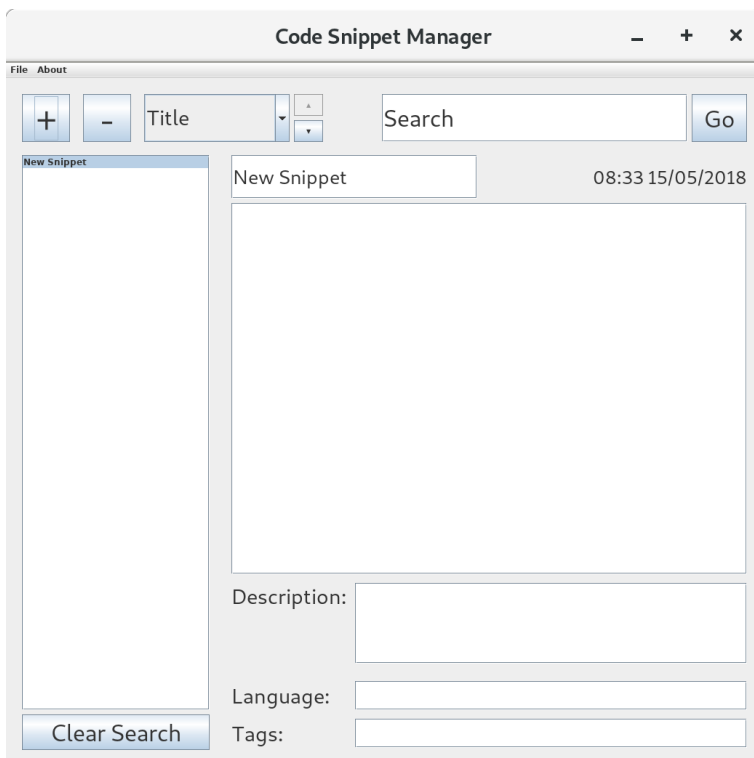 Code Snippet Manager
File About
+ - Title Search Go
New Snippet
New Snippet 08:33 15/05/2018
Description:
Language:
Clear Search Tags: